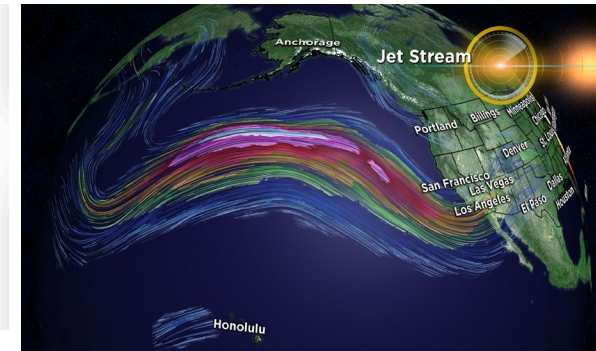 Anchorage
Jet Stream
Portland
Billings
Minneapolis
Chicago
San Francisco
Las Vegas
Los Angeles
Denver
St. Louis
El Paso
Dallas
Houston
Honolulu